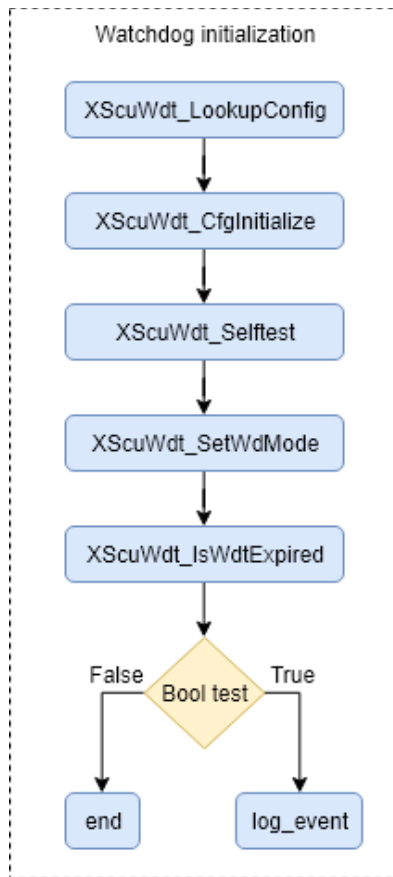 Watchdog initialization
XScuWdt_LookupConfig
XScuWdt_CfgInitialize
XScuWdt_Selftest
XScuWdt_SetWdMode
XScuWdt_IsWdtExpired
False
True
Bool test
end
log_event